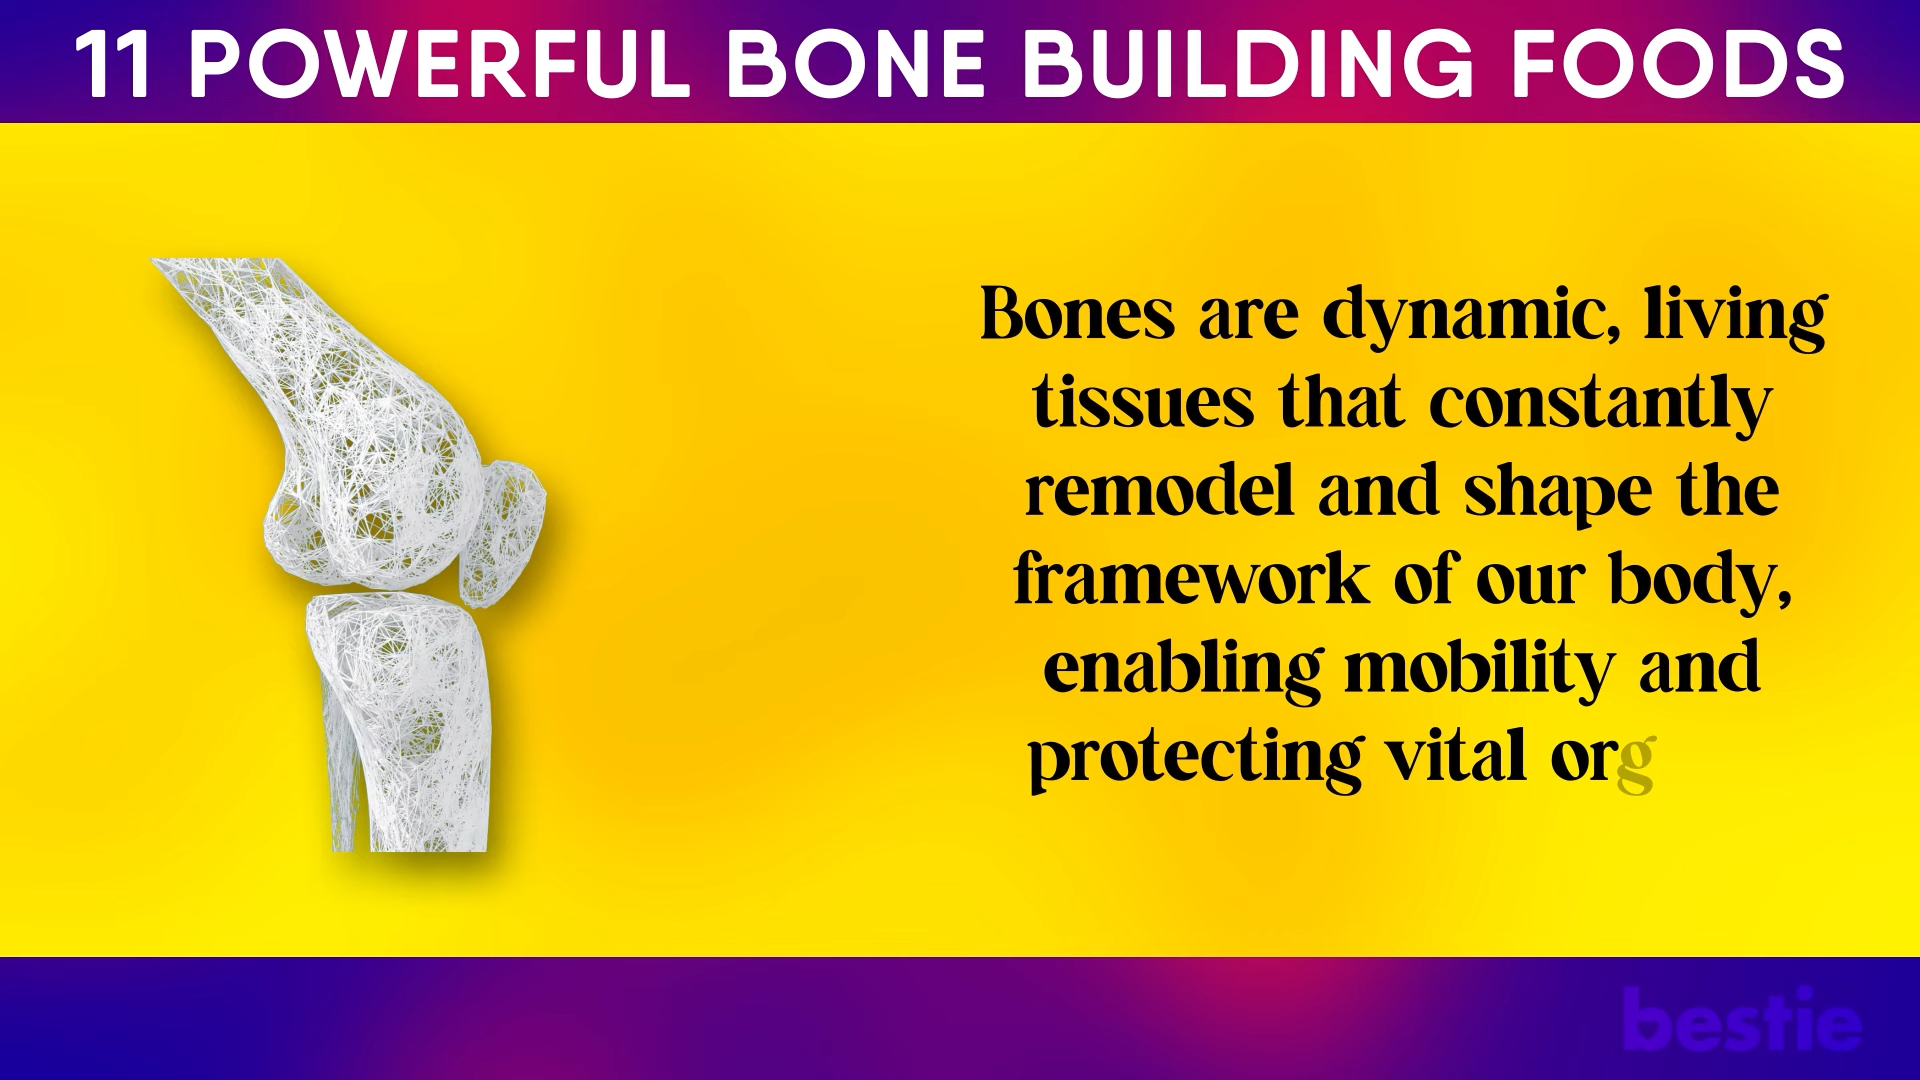 11 POWERFUL BONE BUILDING FOODS
Bones are dynamic, living
tissues that constantly
remodel and shape the
framework of our body,
enabling mobility and
protecting vital org
bestie